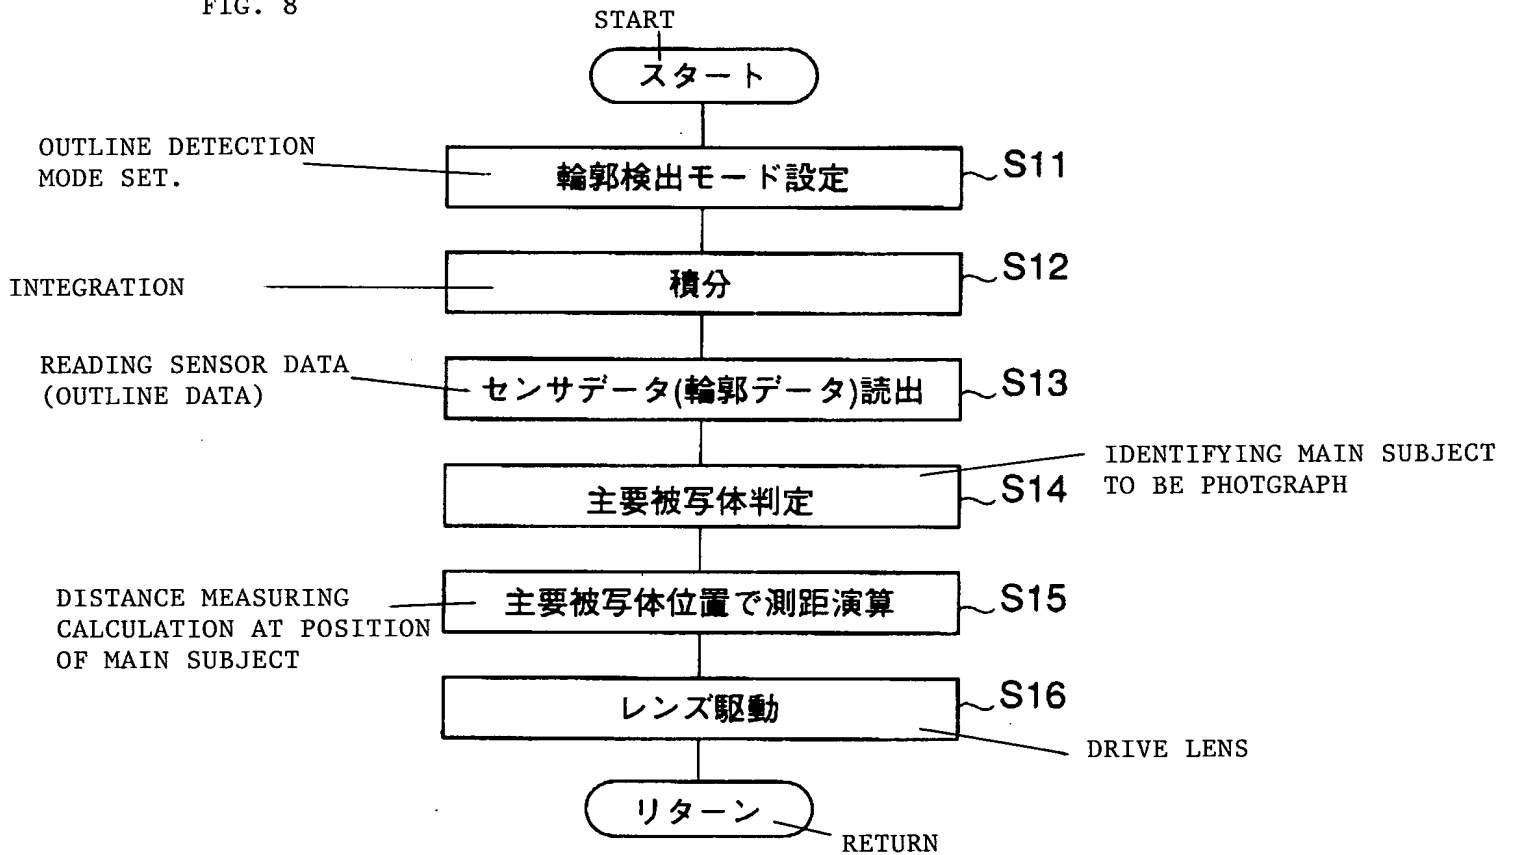 FIG. 8
START
スタート
OUTLINE DETECTION
MODE SET.
輪郭検出モード設定
S11
INTEGRATION
積分
S12
READING SENSOR DATA
(OUTLINE DATA)
センサデータ(輪郭データ)読出
S13
IDENTIFYING MAIN SUBJECT
TO BE PHOTGRAPH
主要被写体判定
S14
DISTANCE MEASURING
CALCULATION AT POSITION
OF MAIN SUBJECT
主要被写体位置で測距演算
S15
レンズ駆動
S16
DRIVE LENS
リターン
RETURN